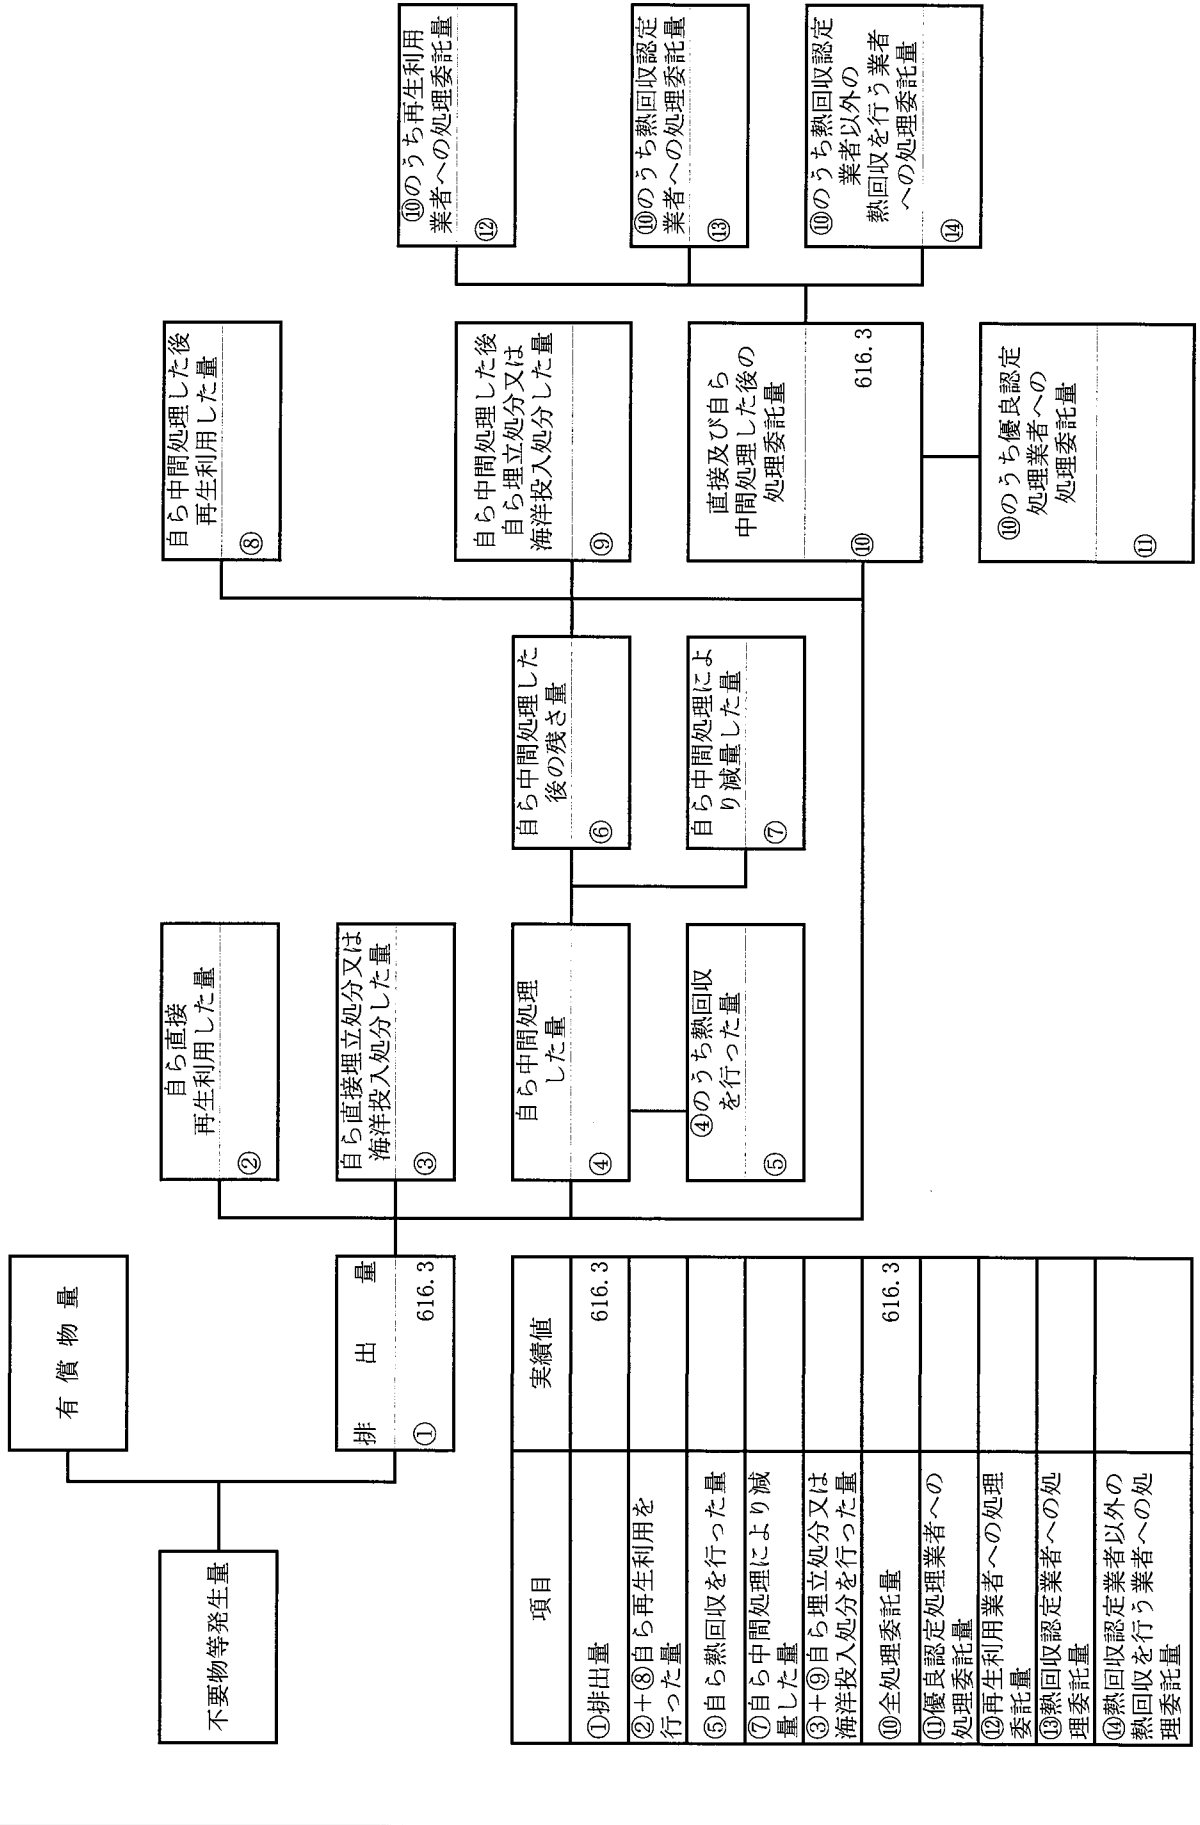 不要物等発生量
有償物量
排出量
① 616.3
自ら直接
再生利用した量
②
自ら直接埋立処分又は
海洋投入処分した量
③
自ら中間処理
した量
④
④のうち熱回収
を行った量
⑤
自ら中間処理した
後の残さ量
⑥
自ら中間処理によ
り減量した量
⑦
自ら中間処理した後
再生利用した量
⑧
自ら中間処理した後
自ら埋立処分又は
海洋投入処分した量
⑨
直接及び自ら
中間処理した後の
処理委託量
⑩ 616.3
⑩のうち優良認定
処理業者への
処理委託量
⑪
⑩のうち再生利用
業者への処理委託量
⑫
⑩のうち熱回収認定
業者への処理委託量
⑬
⑩のうち熱回収認定
業者以外の
熱回収を行う業者
への処理委託量
⑭
項目 実績値
①排出量 616.3
②+⑧自ら再生利用を
行った量
⑤自ら熱回収を行った量
⑦自ら中間処理により減
量した量
③+⑨自ら埋立処分又は
海洋投入処分を行った量
⑩全処理委託量 616.3
⑪優良認定処理業者への
処理委託量
⑫再生利用業者への処理
委託量
⑬熱回収認定業者への処
理委託量
⑭熱回収認定業者以外の
熱回収を行う業者への処
理委託量